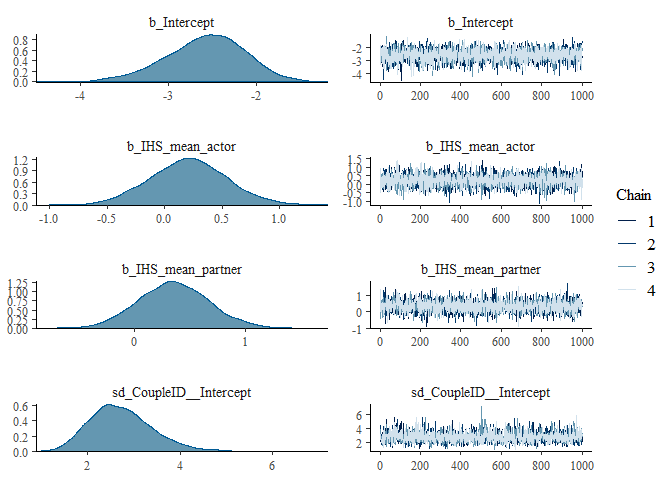 b_Intercept
0.8
0.6
0.4
0.2
0.0
-4 -3 -2
b_Intercept
-2
-3
-4
0 200 400 600 800 1000
b_IHS_mean_actor
1.2
0.9
0.6
0.3
0.0
-1.0 -0.5 0.0 0.5 1.0
b_IHS_mean_actor
1.5
1.0
0.5
0.0
-0.5
-1.0
0 200 400 600 800 1000
b_IHS_mean_partner
1.25
1.00
0.75
0.50
0.25
0.00
0 1
b_IHS_mean_partner
1
0
-1
0 200 400 600 800 1000
sd_CoupleID__Intercept
0.6
0.4
0.2
0.0
2 4 6
sd_CoupleID__Intercept
6
4
2
0 200 400 600 800 1000
Chain
1
2
3
4